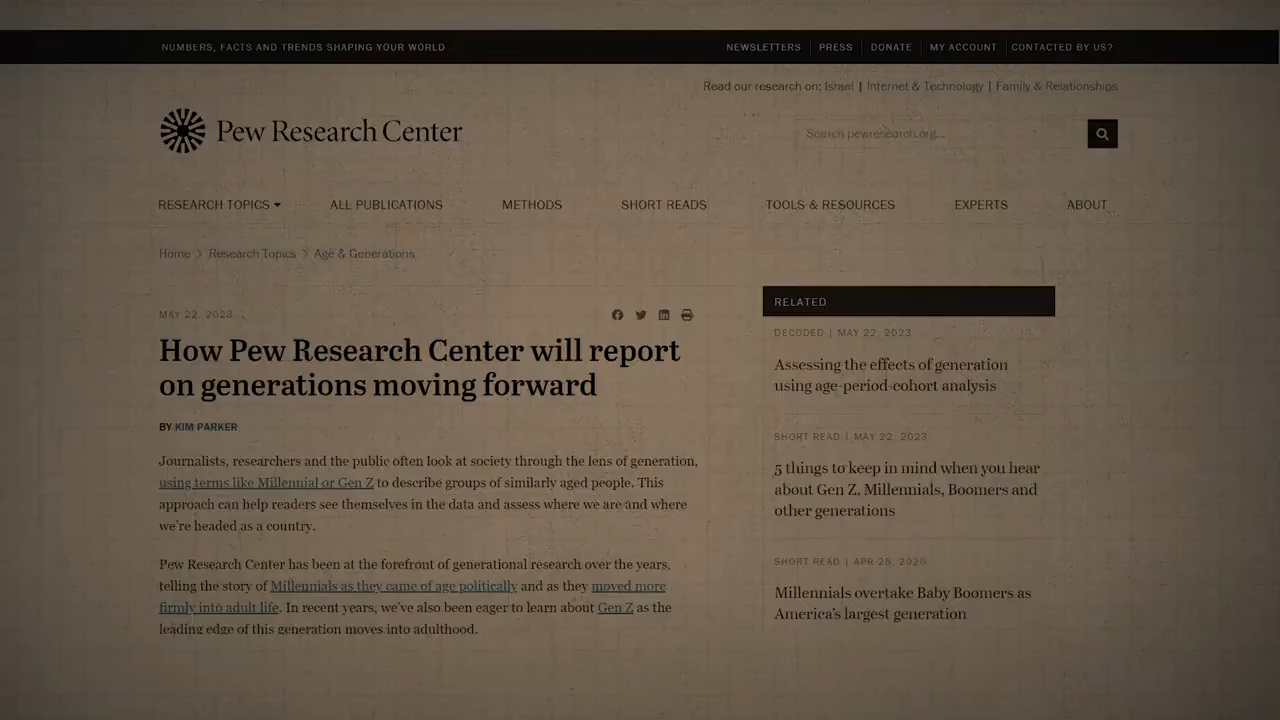 NUMBERS, FACTS AND TRENDS SHAPING YOUR WORLD
NEWSLETTERS | PRESS | DONATE | MY ACCOUNT | CONTACTED BY US?
Read our research on: Israel | Internet & Technology | Family & Relationships
Pew Research Center
Search pewresearch.org...
RESEARCH TOPICS ALL PUBLICATIONS METHODS SHORT READS TOOLS & RESOURCES EXPERTS ABOUT
Home > Research Topics > Age & Generations
MAY 22, 2023
How Pew Research Center will report
on generations moving forward
BY KIM PARKER
Journalists, researchers and the public often look at society through the lens of generation,
using terms like Millennial or Gen Z to describe groups of similarly aged people. This
approach can help readers see themselves in the data and assess where we are and where
we're headed as a country.
Pew Research Center has been at the forefront of generational research over the years,
telling the story of Millennials as they came of age politically and as they moved more
firmly into adult life. In recent years, we've also been eager to learn about Gen Z as the
leading edge of this generation moves into adulthood.
RELATED
DECODED | MAY 22, 2023
Assessing the effects of generation
using age-period-cohort analysis
SHORT READ | MAY 22, 2023
5 things to keep in mind when you hear
about Gen Z, Millennials, Boomers and
other generations
SHORT READ | APR 28, 2020
Millennials overtake Baby Boomers as
America's largest generation